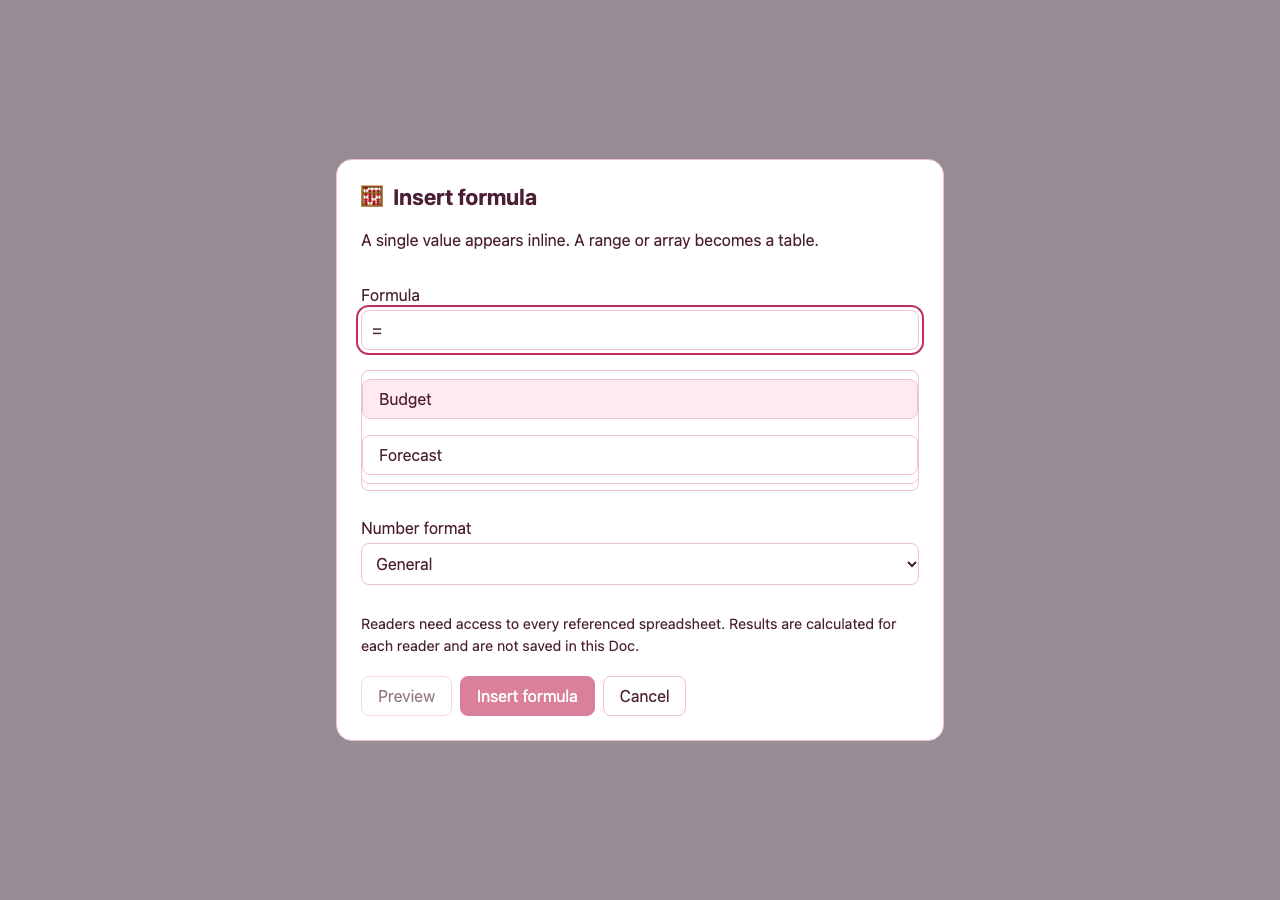 Insert formula
A single value appears inline. A range or array becomes a table.
Formula
=
Budget
Forecast
Number format
General
Readers need access to every referenced spreadsheet. Results are calculated for
each reader and are not saved in this Doc.
Preview Insert formula Cancel